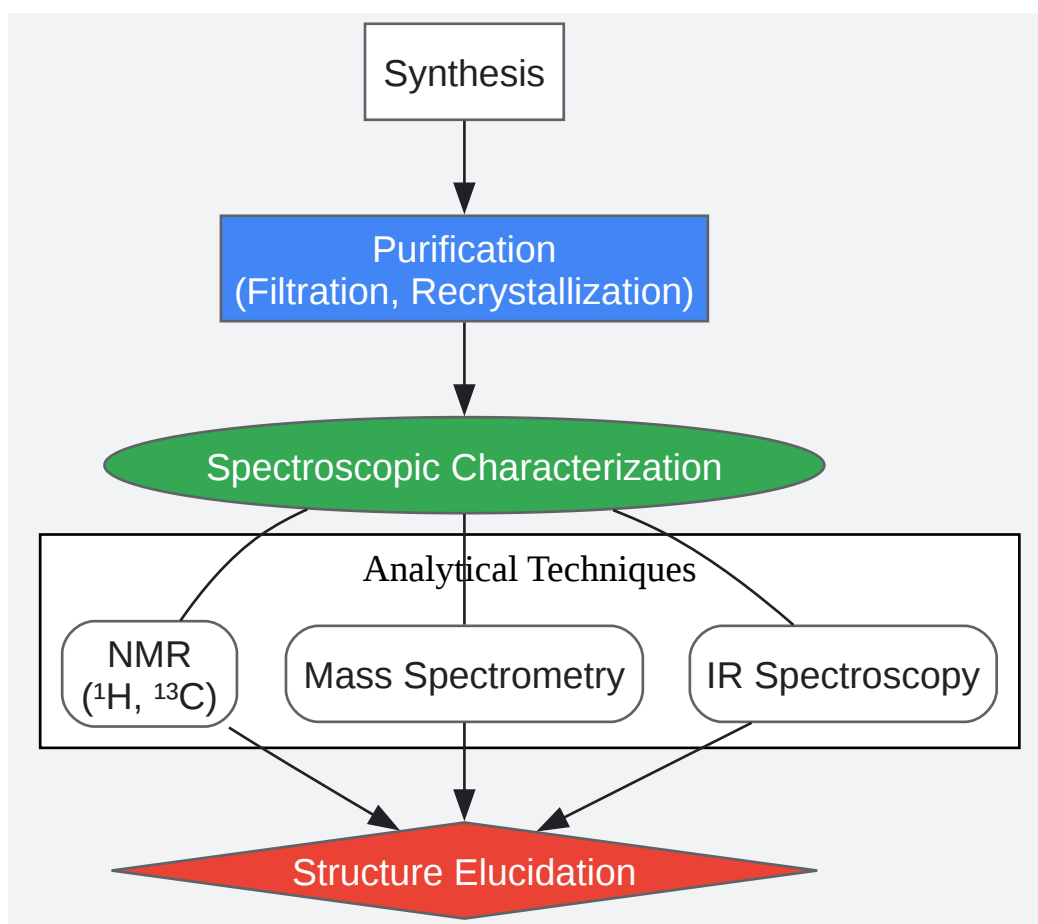 Synthesis
Purification
(Filtration, Recrystallization)
Spectroscopic Characterization
Analytical Techniques
NMR
(¹H, ¹³C)
Mass Spectrometry
IR Spectroscopy
Structure Elucidation